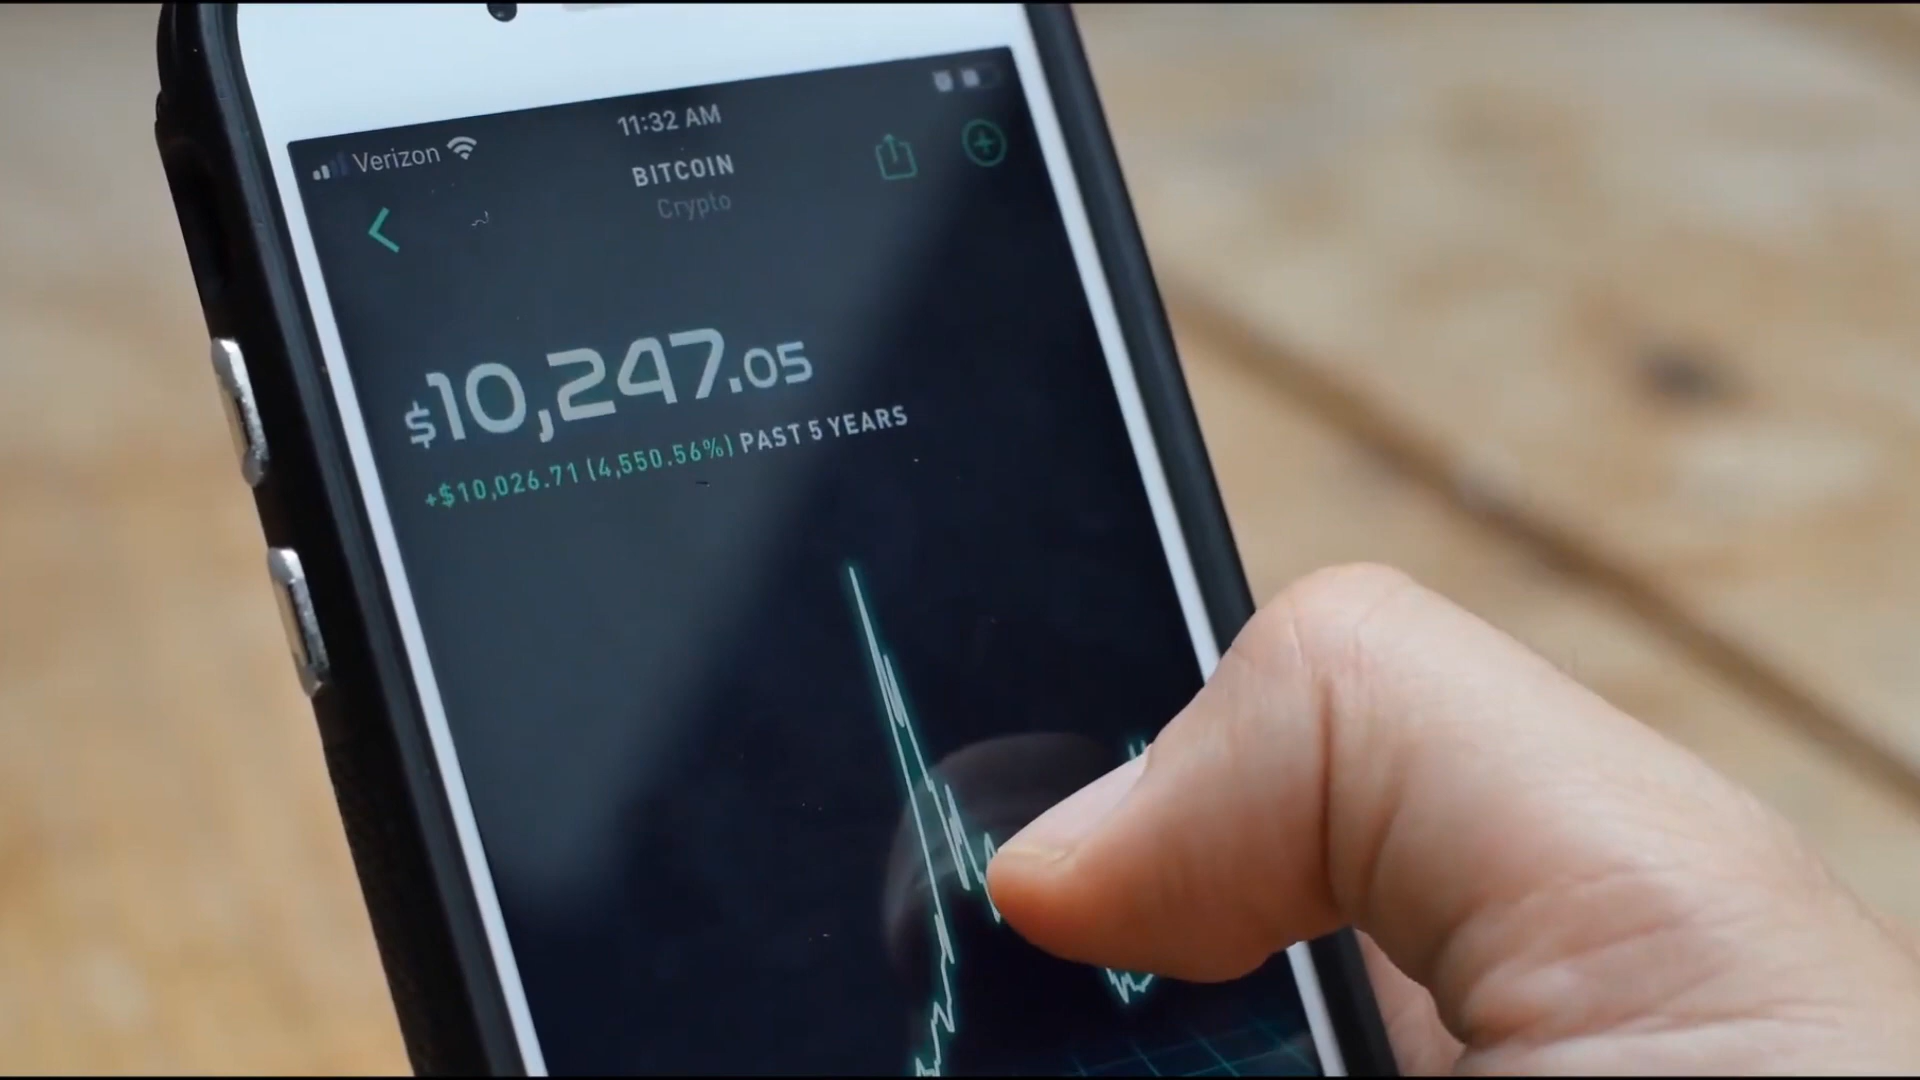 Verizon
11:32 AM
BITCOIN
Crypto
$10,247.05
+$10,026.71 (4,550.56%) PAST 5 YEARS